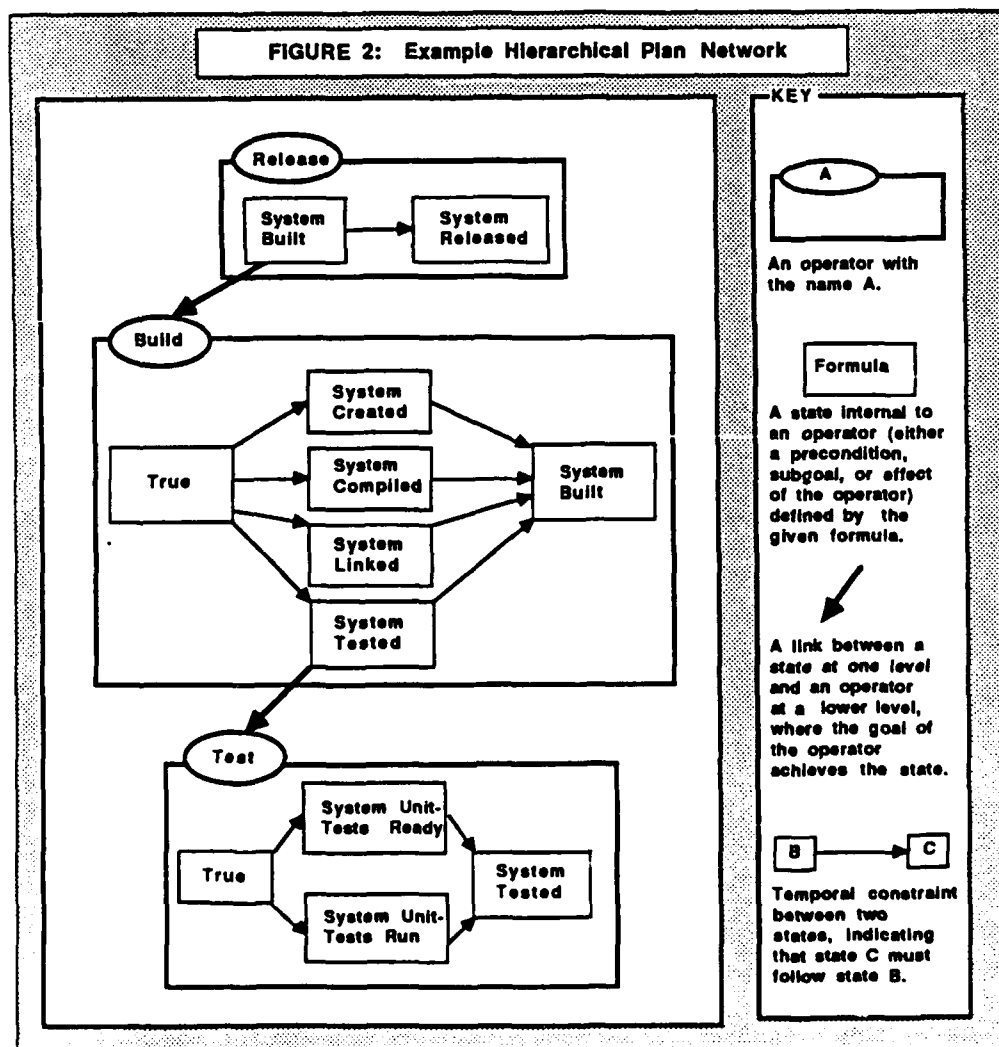 FIGURE 2: Example Hierarchical Plan Network
Release
System
Built
System
Released
Build
True
System
Created
System
Compiled
System
Linked
System
Tested
System
Built
Test
True
System Unit-
Tests Ready
System Unit-
Tests Run
System
Tested
KEY
A
An operator with
the name A.
Formula
A state internal to
an operator (either
a precondition,
subgoal, or effect
of the operator)
defined by the
given formula.
A link between a
state at one level
and an operator
at a lower level,
where the goal of
the operator
achieves the state.
B
C
Temporal constraint
between two
states, indicating
that state C must
follow state B.